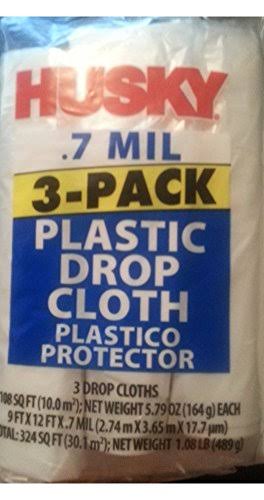 HUSKY
.7 MIL
3-PACK
PLASTIC
DROP
CLOTH
PLASTICO
PROTECTOR
3 DROP CLOTHS
108 SQ FT (10.0 m²); NET WEIGHT 5.79 OZ (164 g) EACH
9 FT X 12 FT X .7 MIL (2.74 m X 3.65 m X 17.7 µm)
TOTAL: 324 SQ FT (30.1 m²); NET WEIGHT 1.08 LB (489 g)